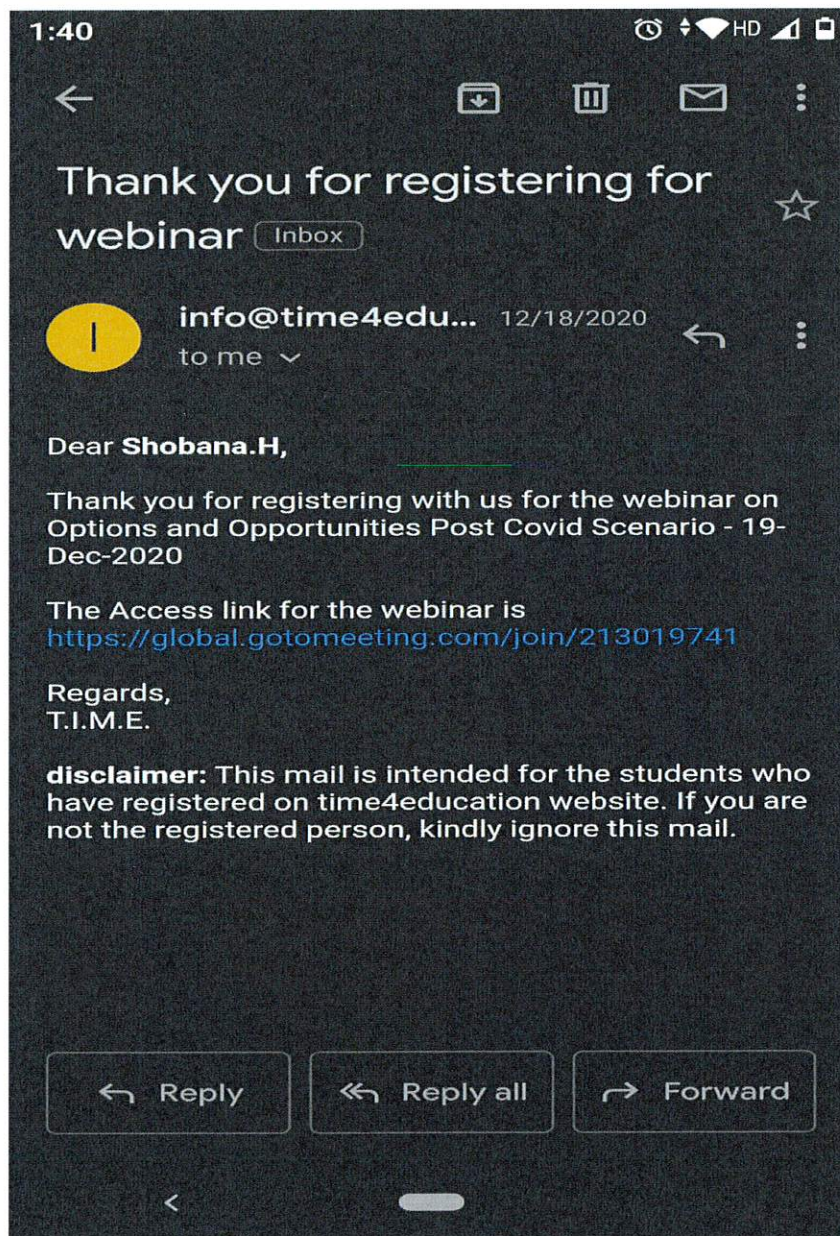 1:40 HD
Thank you for registering for
webinar Inbox
I info@time4edu... 12/18/2020
to me
Dear Shobana.H,
Thank you for registering with us for the webinar on
Options and Opportunities Post Covid Scenario - 19-
Dec-2020
The Access link for the webinar is
https://global.gotomeeting.com/join/213019741
Regards,
T.I.M.E.
disclaimer: This mail is intended for the students who
have registered on time4education website. If you are
not the registered person, kindly ignore this mail.
Reply Reply all Forward